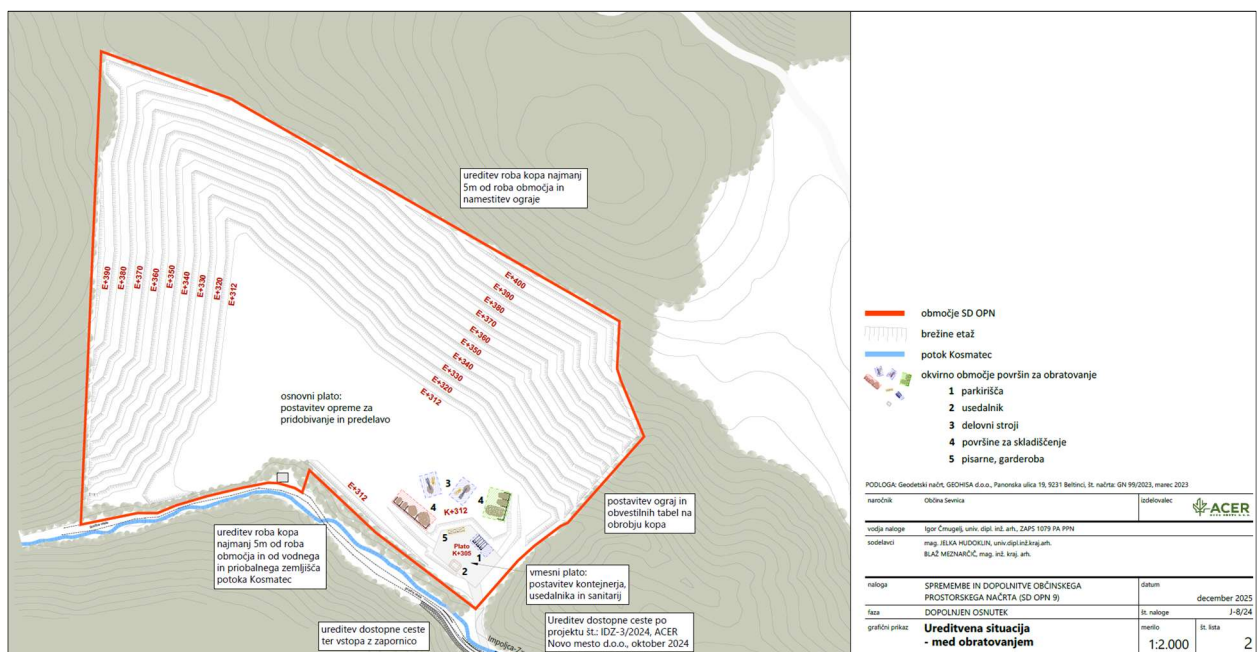 ureditev roba kopa najmanj
5m od roba območja in
namestitev ograje
E+390
E+380
E+370
E+360
E+350
E+340
E+330
E+320
E+312
E+400
E+390
E+380
E+370
E+360
E+350
E+340
E+330
E+320
E+312
osnovni plato:
postavitev opreme za
pridobivanje in predelavo
E+312
3
4
4
K+312
5
Plato
K+305
1
2
postavitev ograj in
obvestilnih tabel na
obrobju kopa
ureditev roba kopa
najmanj 5m od roba
območja in od vodnega
in priobalnega zemljišča
potoka Kosmatec
vmesni plato:
postavitev kontejnerja,
usedalnika in sanitarij
ureditev dostopne ceste
ter vstopa z zapornico
Ureditev dostopne ceste po
projektu št.: IDZ-3/2024, ACER
Novo mesto d.o.o., oktober 2024
območje SD OPN
brežine etaž
potok Kosmatec
okvirno območje površin za obratovanje
1 parkirišča
2 usedalnik
3 delovni stroji
4 površine za skladiščenje
5 pisarne, garderoba
PODLOGA: Geodetski načrt, GEOHISA d.o.o., Panonska ulica 19, 9231 Beltinci, št. načrta: GN 99/2023, marec 2023
naročnik Občina Sevnica izdelovalec
ACER
vodja naloge Igor Čmugelj, univ. dipl. inž. arh., ZAPS 1079 PA PPN
sodelavci mag. JELKA HUDOKLIN, univ.dipl.inž.kraj.arh.
BLAŽ MEZNARČIČ, mag. inž. kraj. arh.
naloga SPREMEMBE IN DOPOLNITVE OBČINSKEGA datum
PROSTORSKEGA NAČRTA (SD OPN 9) december 2025
faza DOPOLNJEN OSNUTEK št. naloge J-8/24
grafični prikaz Ureditvena situacija merilo št. lista
- med obratovanjem 1:2.000 2